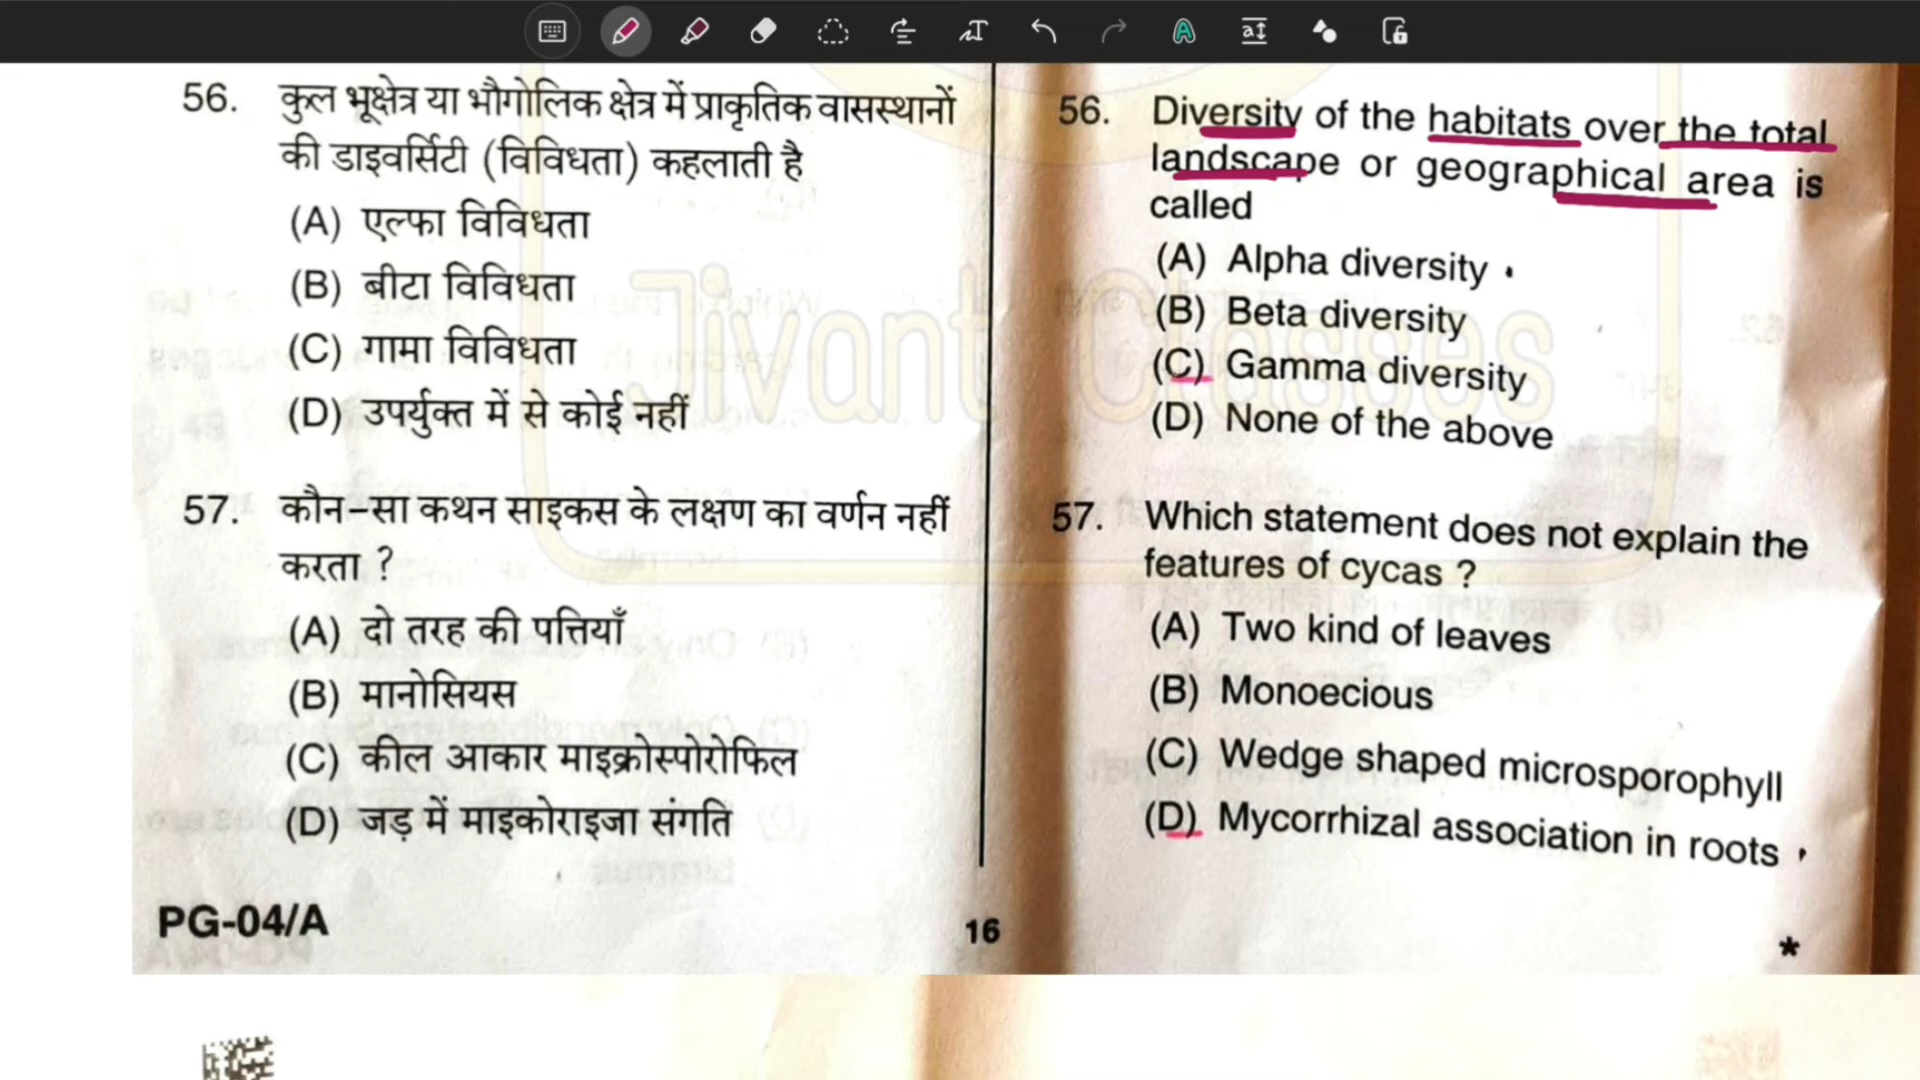 56. कुल भूक्षेत्र या भौगोलिक क्षेत्र में प्राकृतिक वासस्थानों
की डाइवर्सिटी (विविधता) कहलाती है
(A) एल्फा विविधता
(B) बीटा विविधता
(C) गामा विविधता
(D) उपर्युक्त में से कोई नहीं
57. कौन-सा कथन साइकस के लक्षण का वर्णन नहीं
करता ?
(A) दो तरह की पत्तियाँ
(B) मानोसियस
(C) कील आकार माइक्रोस्पोरोफिल
(D) जड़ में माइकोराइजा संगति
56. Diversity of the habitats over the total
landscape or geographical area is
called
(A) Alpha diversity
(B) Beta diversity
(C) Gamma diversity
(D) None of the above
57. Which statement does not explain the
features of cycas ?
(A) Two kind of leaves
(B) Monoecious
(C) Wedge shaped microsporophyll
(D) Mycorrhizal association in roots
Jivant Classes
PG-04/A
16
*